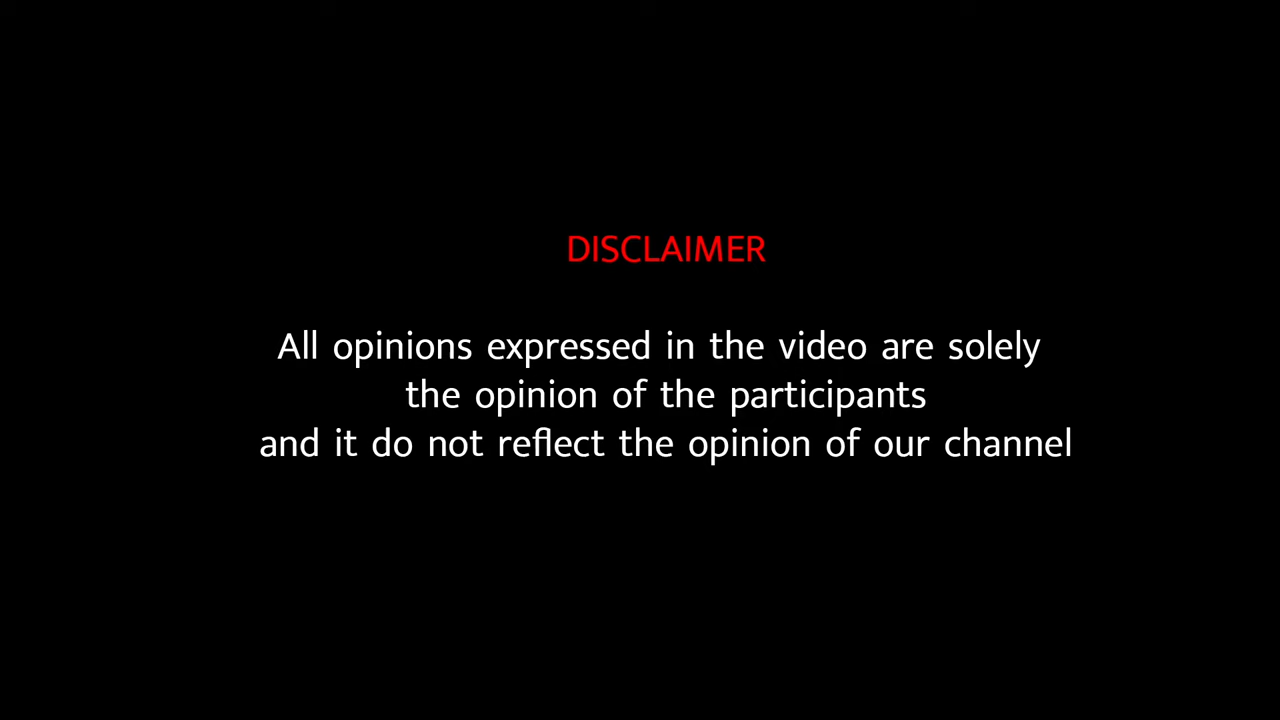 DISCLAIMER
All opinions expressed in the video are solely
the opinion of the participants
and it do not reflect the opinion of our channel